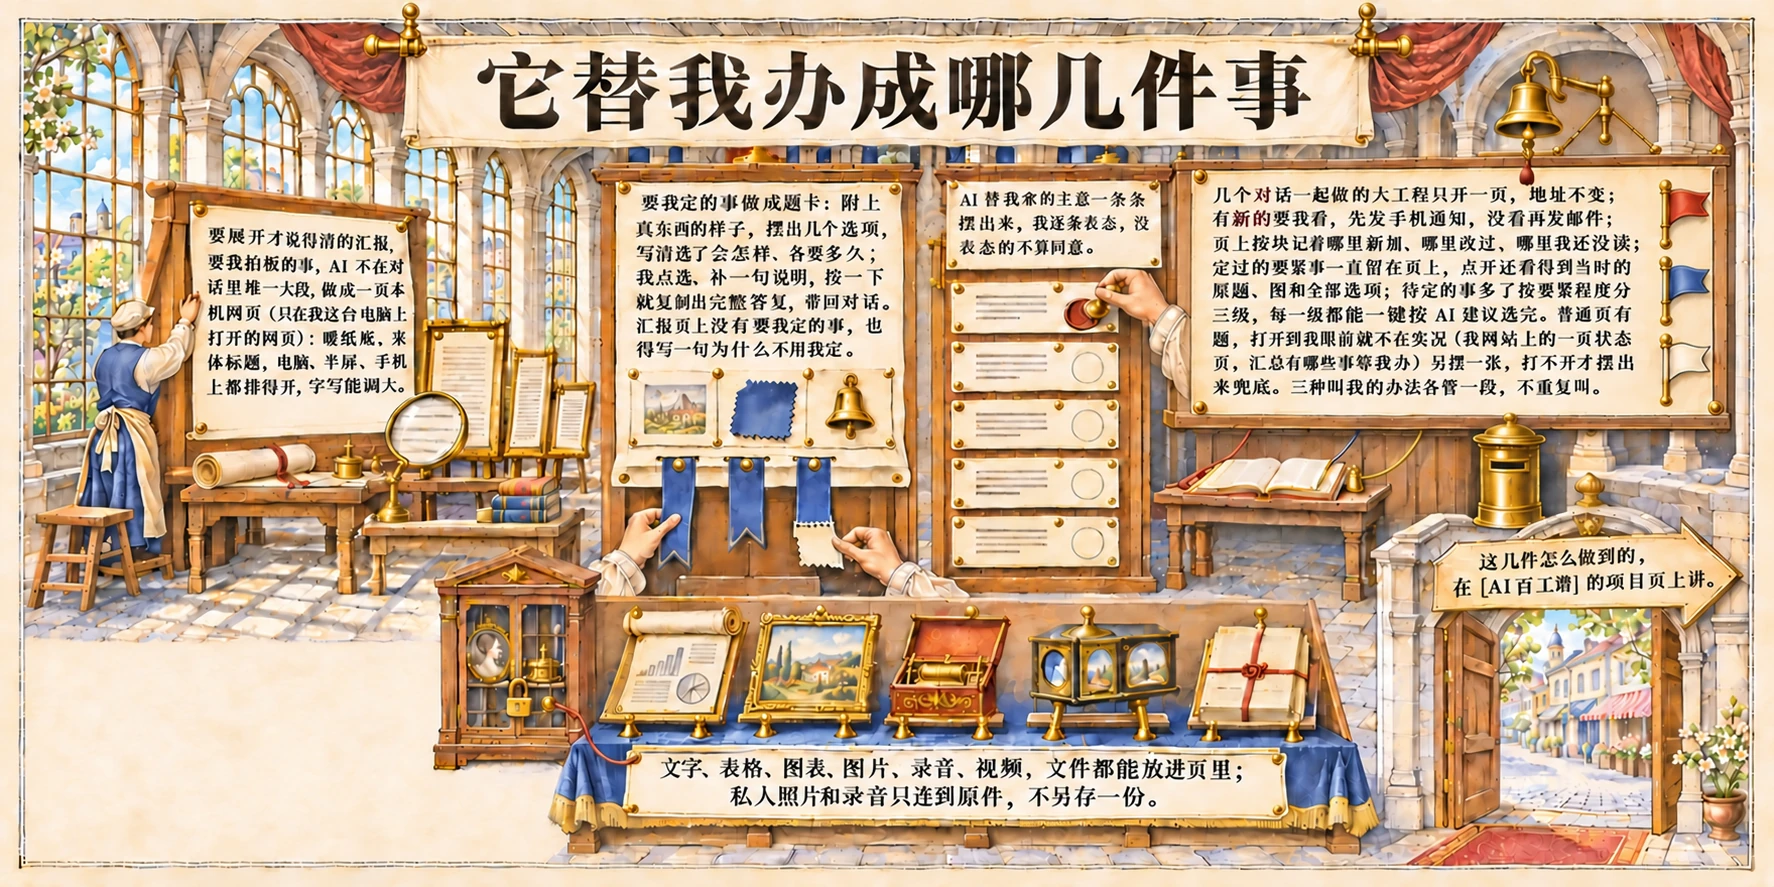 它替我办成哪几件事
要展开才说得清的汇报,
要我拍板的事, AI 不在对
话里堆一大段, 做成一页本
机网页 (只在我这台电脑上
打开的网页): 暖纸底, 宋
体标题, 电脑、半屏、手机
上都排得开, 字写能调大。
要我定的事做成题卡: 附上
真东西的样子, 摆出几个选项,
写清选了会怎样、各要多久;
我点选、补一句说明, 按一下
就复制出完整答复, 带回对话。
汇报页上没有要我定的事, 也
得写一句为什么不用我定。
AI 替我拿的主意一条条
摆出来, 我逐条表态, 没
表态的不算同意。
几个对话一起做的大工程只开一页, 地址不变;
有新的要我看, 先发手机通知, 没看再发邮件;
页上按块记着哪里新加、哪里改过、哪里我还没读;
定过的要紧事一直留在页上, 点开还看得到当时的
原题、图和全部选项; 待定的事多了按要紧程度分
三级, 每一级都能一键按 AI 建议选完。普通页有
题, 打开到我眼前就不在实况 (我网站上的一页状态
页, 汇总有哪些事等我办) 另摆一张, 打不开才摆出
来兜底。三种叫我的办法各管一段, 不重复叫。
这几件怎么做到的,
在 [AI百工谱] 的项目页上讲。
文字、表格、图表、图片、录音、视频, 文件都能放进页里;
私人照片和录音只连到原件, 不另存一份。